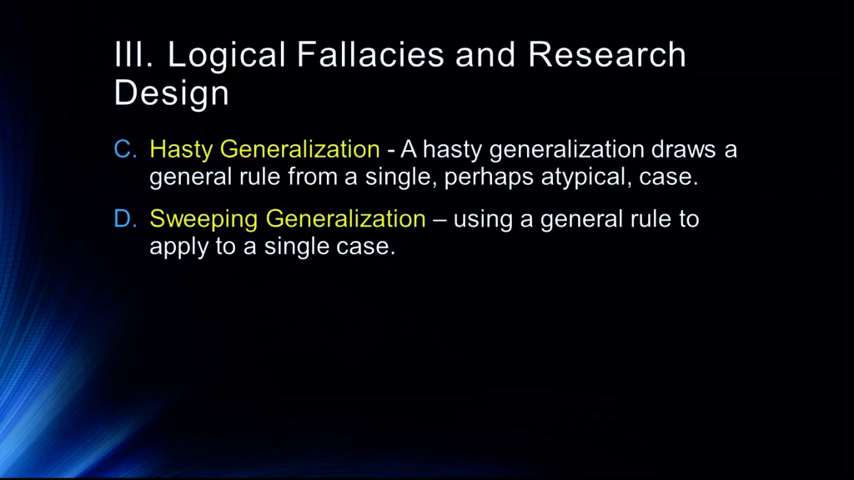 III. Logical Fallacies and Research
Design
C. Hasty Generalization - A hasty generalization draws a
general rule from a single, perhaps atypical, case.
D. Sweeping Generalization – using a general rule to
apply to a single case.